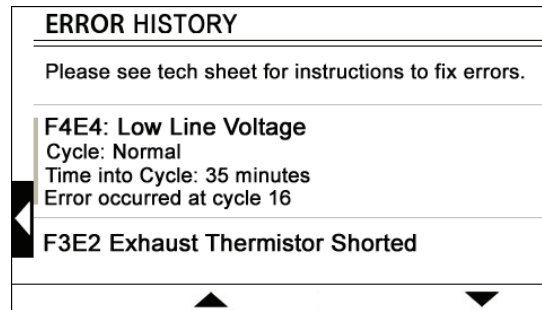 ERROR HISTORY
Please see tech sheet for instructions to fix errors.
F4E4: Low Line Voltage
Cycle: Normal
Time into Cycle: 35 minutes
Error occurred at cycle 16
F3E2 Exhaust Thermistor Shorted